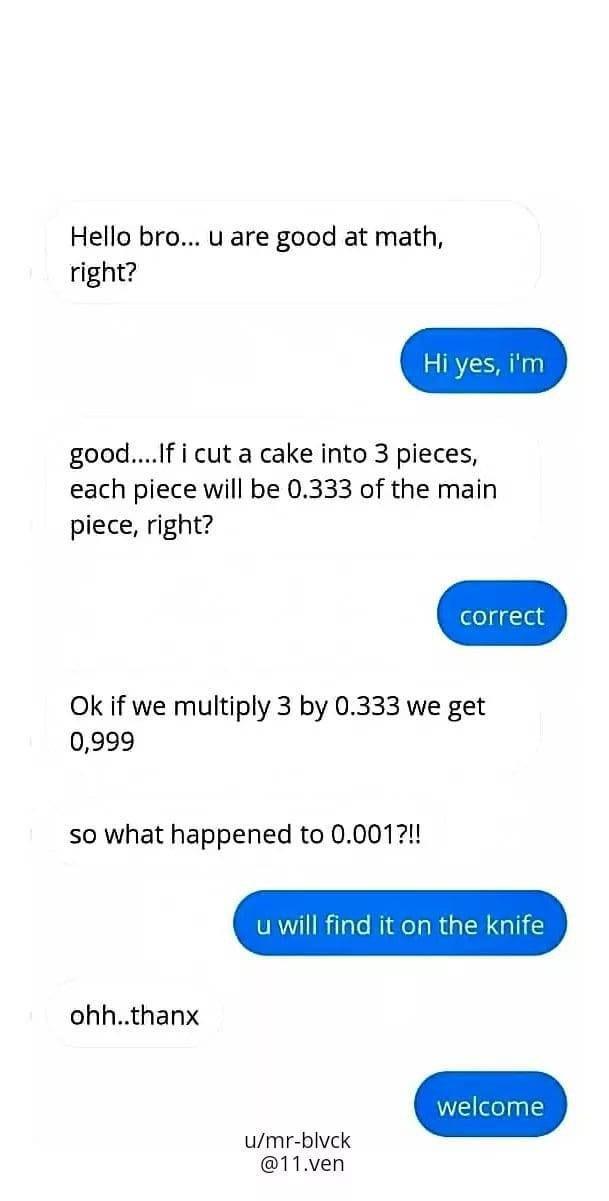 Hello bro... u are good at math,
right?
Hi yes, i'm
good....If i cut a cake into 3 pieces,
each piece will be 0.333 of the main
piece, right?
correct
Ok if we multiply 3 by 0.333 we get
0,999
so what happened to 0.001?!!
u will find it on the knife
ohh..thanx
welcome
u/mr-blvck
@11.ven